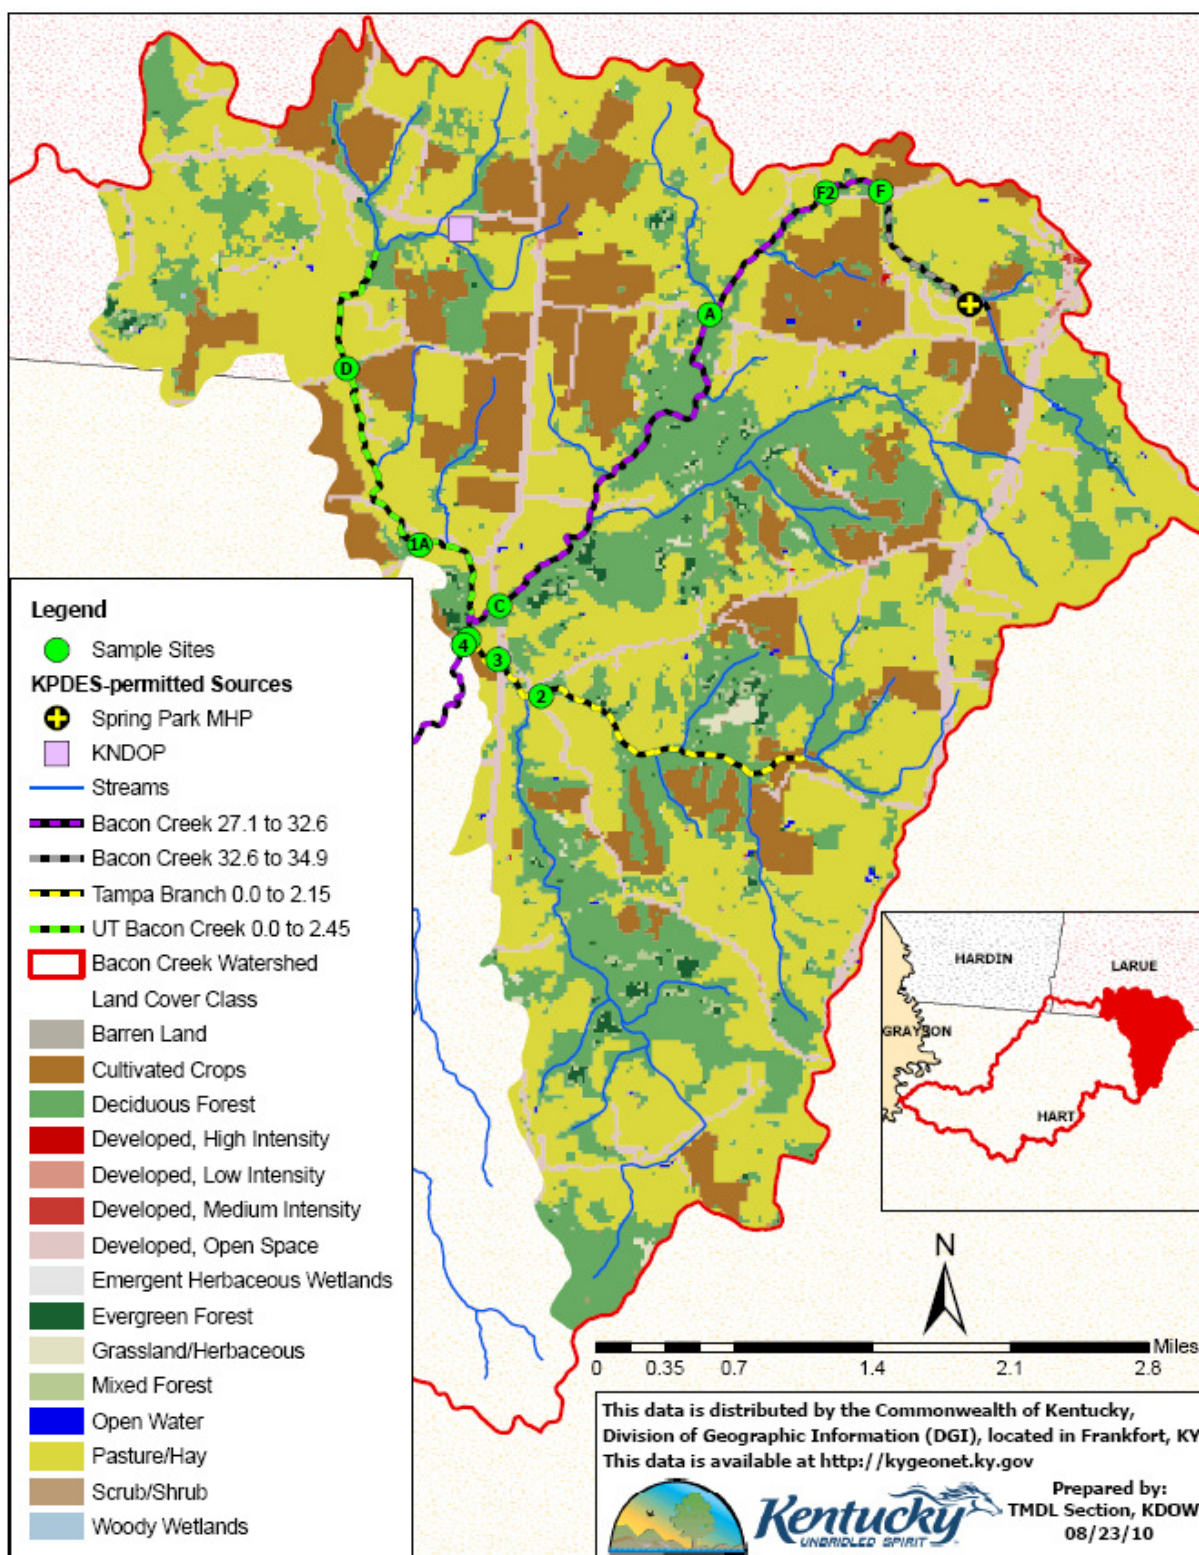 F2
F
A
D
1A
C
4
3
2
Legend
Sample Sites
KPDES-permitted Sources
Spring Park MHP
KNDOP
Streams
Bacon Creek 27.1 to 32.6
Bacon Creek 32.6 to 34.9
Tampa Branch 0.0 to 2.15
UT Bacon Creek 0.0 to 2.45
Bacon Creek Watershed
Land Cover Class
Barren Land
Cultivated Crops
Deciduous Forest
Developed, High Intensity
Developed, Low Intensity
Developed, Medium Intensity
Developed, Open Space
Emergent Herbaceous Wetlands
Evergreen Forest
Grassland/Herbaceous
Mixed Forest
Open Water
Pasture/Hay
Scrub/Shrub
Woody Wetlands
HARDIN
LARUE
GRAYSON
HART
N
Miles
0 0.35 0.7 1.4 2.1 2.8
This data is distributed by the Commonwealth of Kentucky,
Division of Geographic Information (DGI), located in Frankfort, KY
This data is available at http://kygeonet.ky.gov
Kentucky
UNBRIDLED SPIRIT
Prepared by:
TMDL Section, KDOW
08/23/10